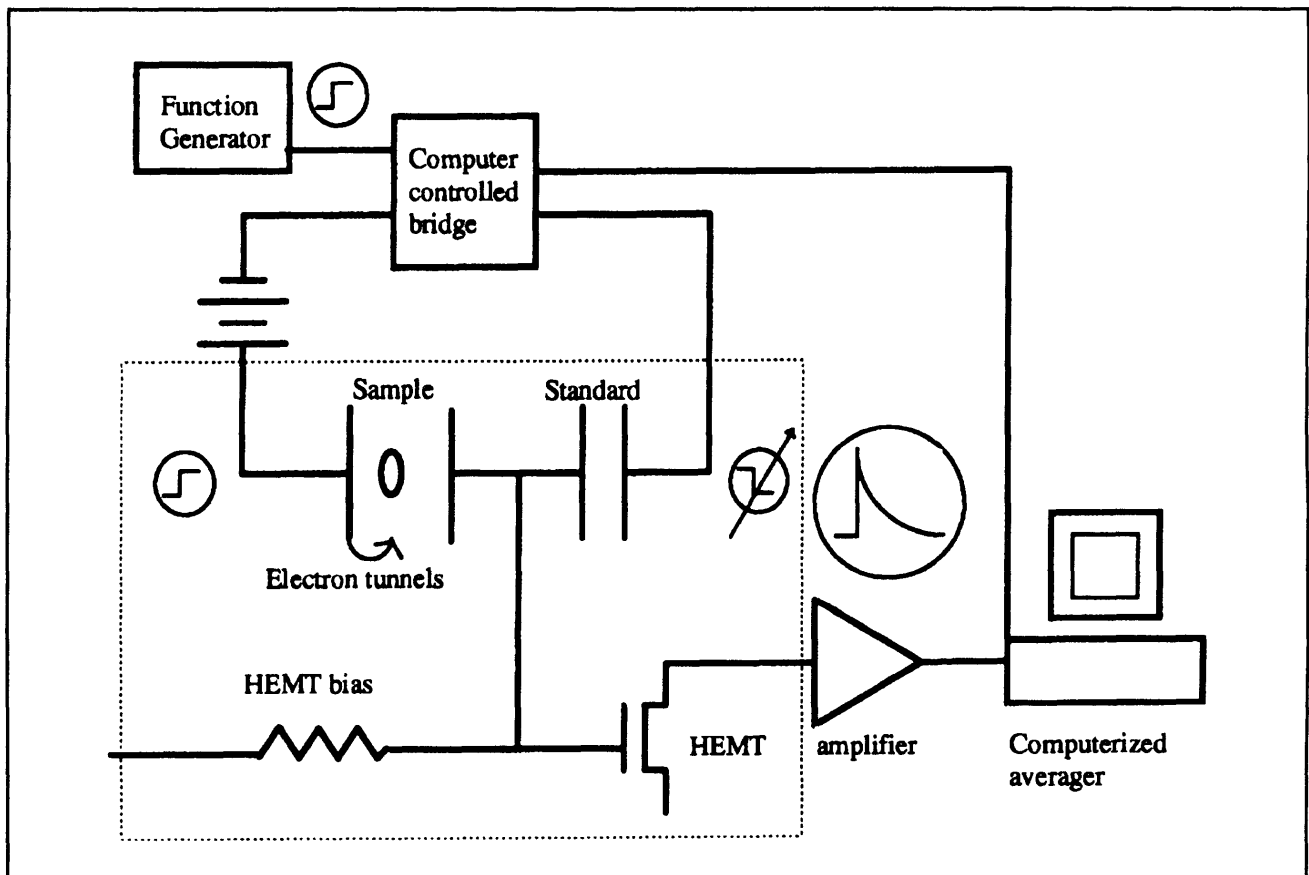 Function
Generator
Computer
controlled
bridge
Sample
Standard
Electron tunnels
HEMT bias
HEMT
amplifier
Computerized
averager